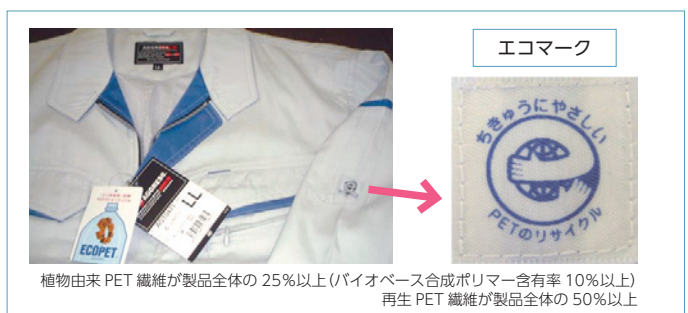 エコマーク
ちきゅうにやさしい
PETのリサイクル
AGGRESE
LL
ECOPET
植物由来 PET 繊維が製品全体の 25%以上(バイオベース合成ポリマー含有率 10%以上)
再生 PET 繊維が製品全体の 50%以上